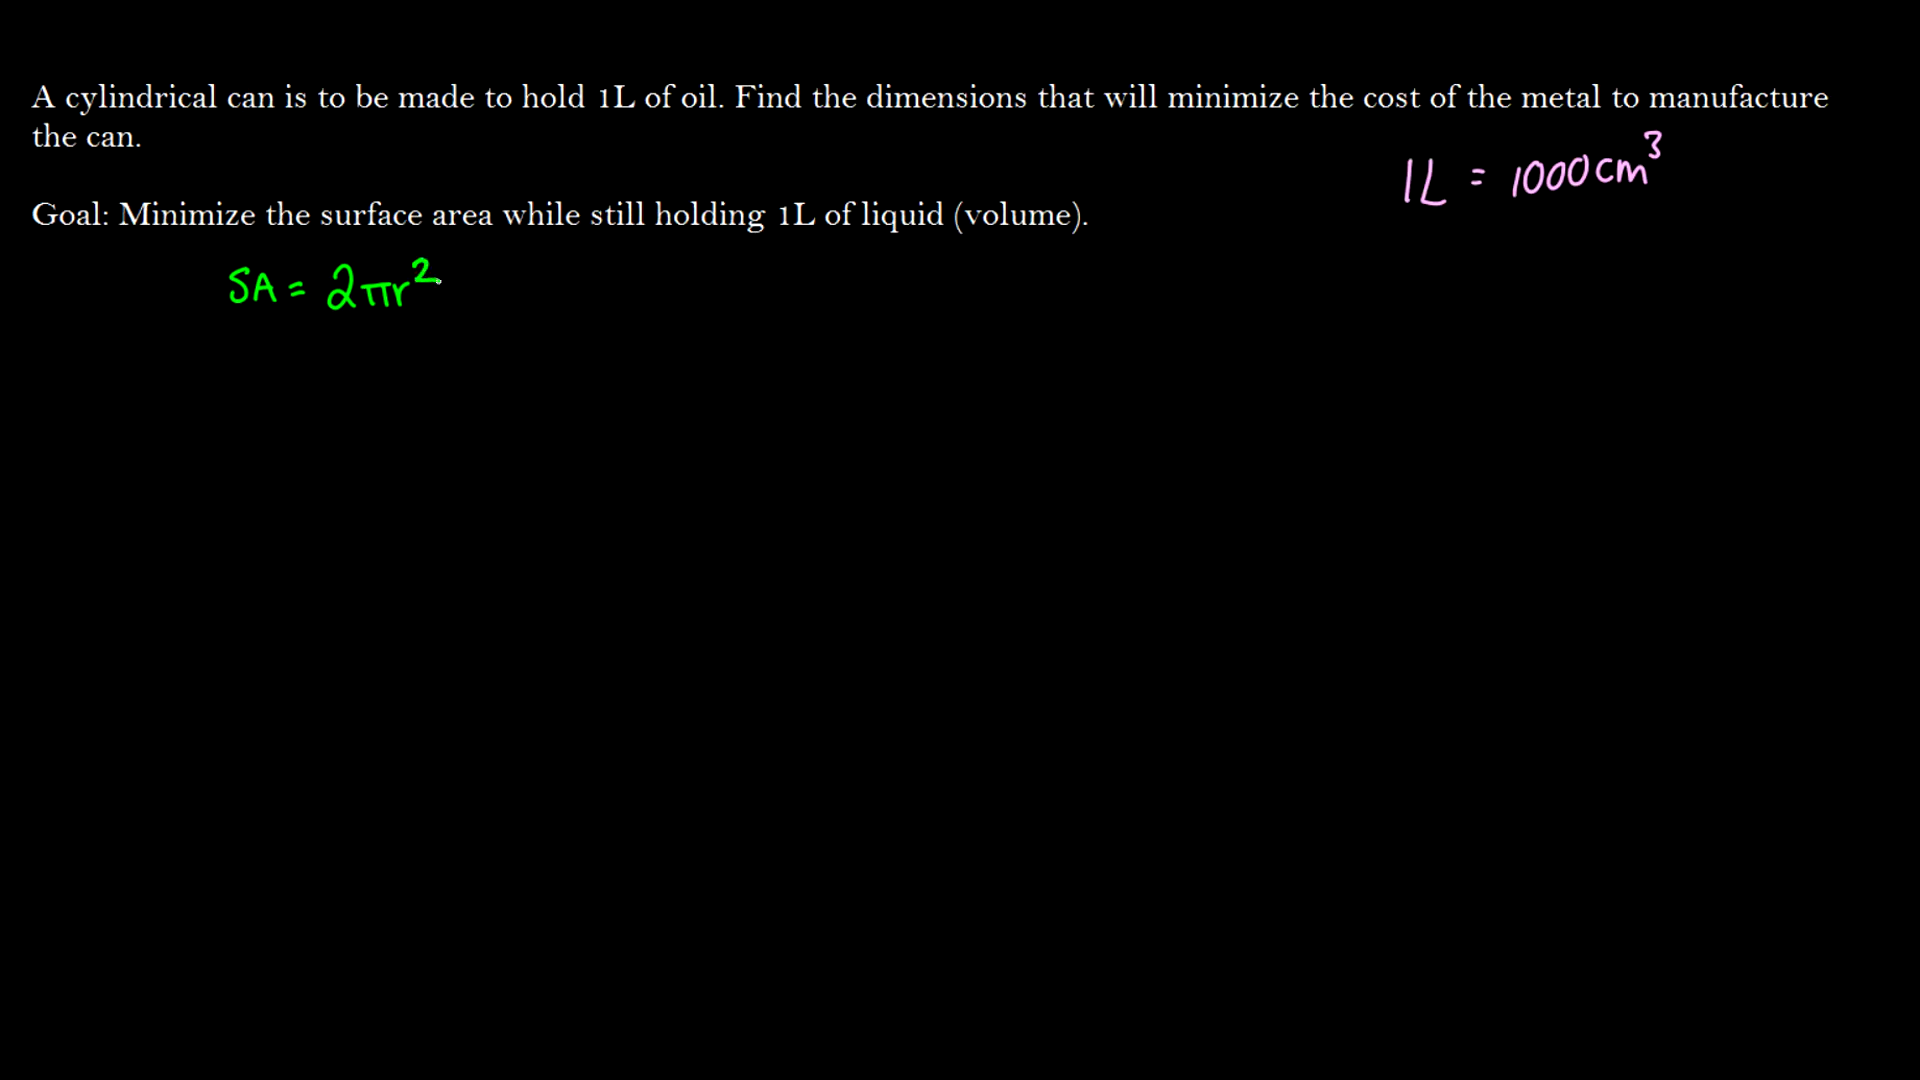 A cylindrical can is to be made to hold 1L of oil. Find the dimensions that will minimize the cost of the metal to manufacture
the can.
1L = 1000cm³
Goal: Minimize the surface area while still holding 1L of liquid (volume).
SA = 2πr²